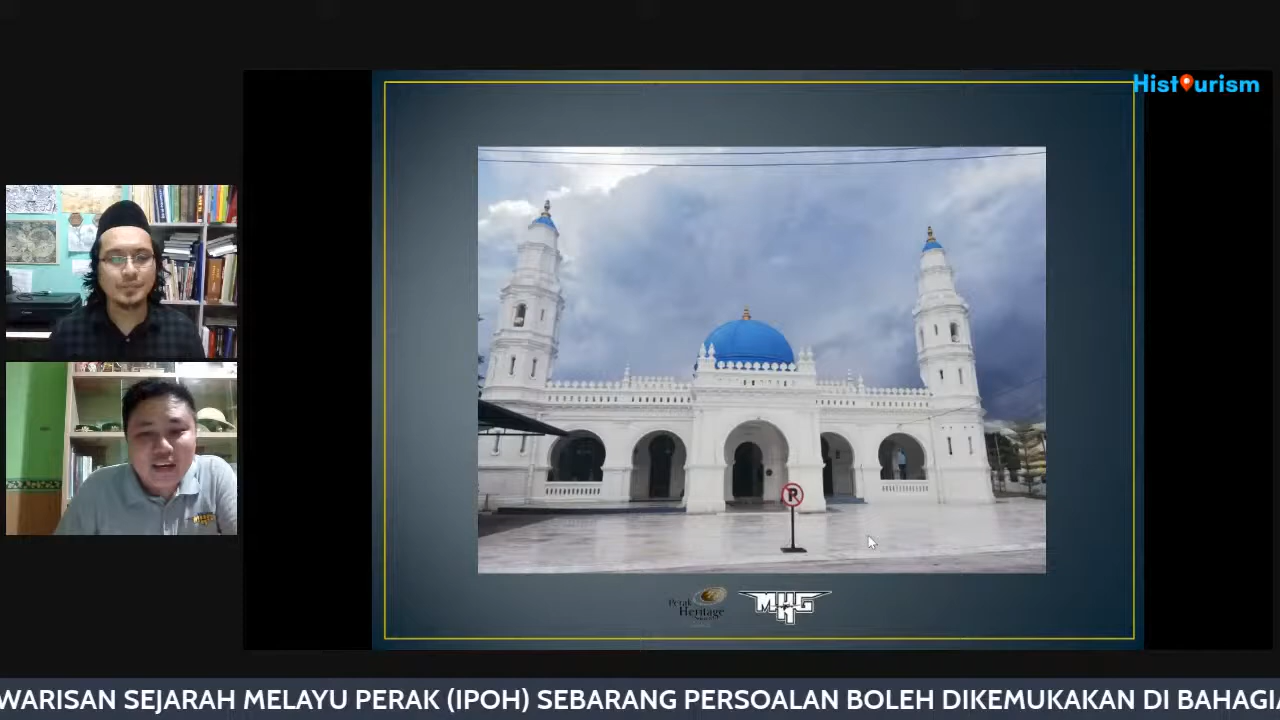 Histourism
P
Perak
Heritage
MHG
WARISAN SEJARAH MELAYU PERAK (IPOH) SEBARANG PERSOALAN BOLEH DIKEMUKAKAN DI BAHAGIA